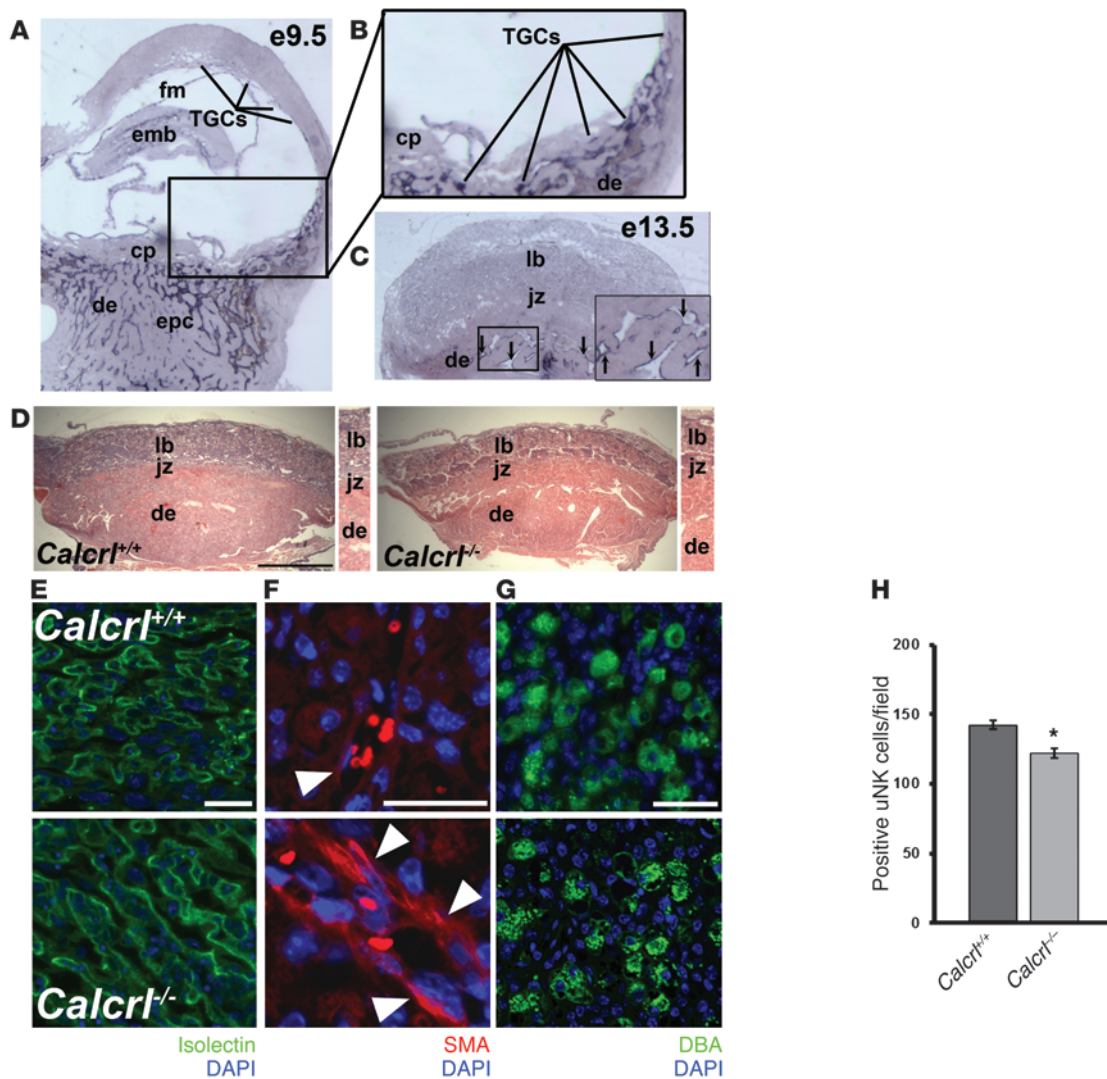 A
e9.5
fm
TGCs
emb
cp
de
epc
B
TGCs
cp
de
C
e13.5
lb
jz
de
D
lb
jz
de
Calcrl+/+
lb
jz
de
lb
jz
de
Calcrl-/-
lb
jz
de
E
Calcrl+/+
F
G
Calcrl-/-
Isolectin
DAPI
SMA
DAPI
DBA
DAPI
H
Positive uNK cells/field
200
150
100
50
0
*
Calcrl+/+
Calcrl-/-